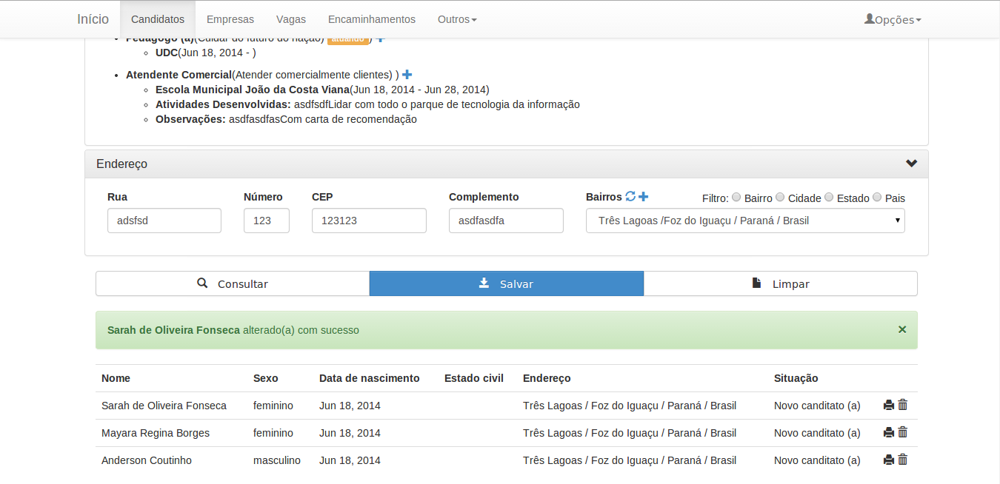 Início Candidatos Empresas Vagas Encaminhamentos Outros Opções
Pedagogo (a)(Cuidar do futuro do nação) atuando )
UDC(Jun 18, 2014 - )
Atendente Comercial(Atender comercialmente clientes) )
Escola Municipal João da Costa Viana(Jun 18, 2014 - Jun 28, 2014)
Atividades Desenvolvidas: asdfsdfLidar com todo o parque de tecnologia da informação
Observações: asdfasdfasCom carta de recomendação
Endereço
Rua Número CEP Complemento Bairros Filtro: Bairro Cidade Estado Pais
adsfsd 123 123123 asdfasdfa Três Lagoas /Foz do Iguaçu / Paraná / Brasil
Consultar Salvar Limpar
Sarah de Oliveira Fonseca alterado(a) com sucesso ×
Nome Sexo Data de nascimento Estado civil Endereço Situação
Sarah de Oliveira Fonseca feminino Jun 18, 2014 Três Lagoas / Foz do Iguaçu / Paraná / Brasil Novo canditato (a)
Mayara Regina Borges feminino Jun 18, 2014 Três Lagoas / Foz do Iguaçu / Paraná / Brasil Novo canditato (a)
Anderson Coutinho masculino Jun 18, 2014 Três Lagoas / Foz do Iguaçu / Paraná / Brasil Novo canditato (a)